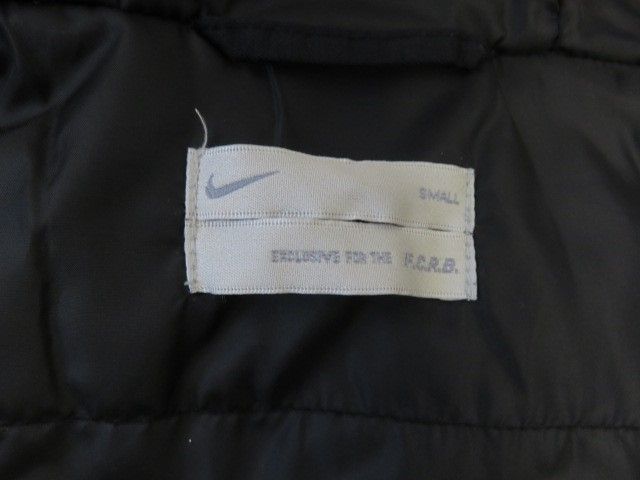 SMALL
EXCLUSIVE FOR THE F.C.R.B.